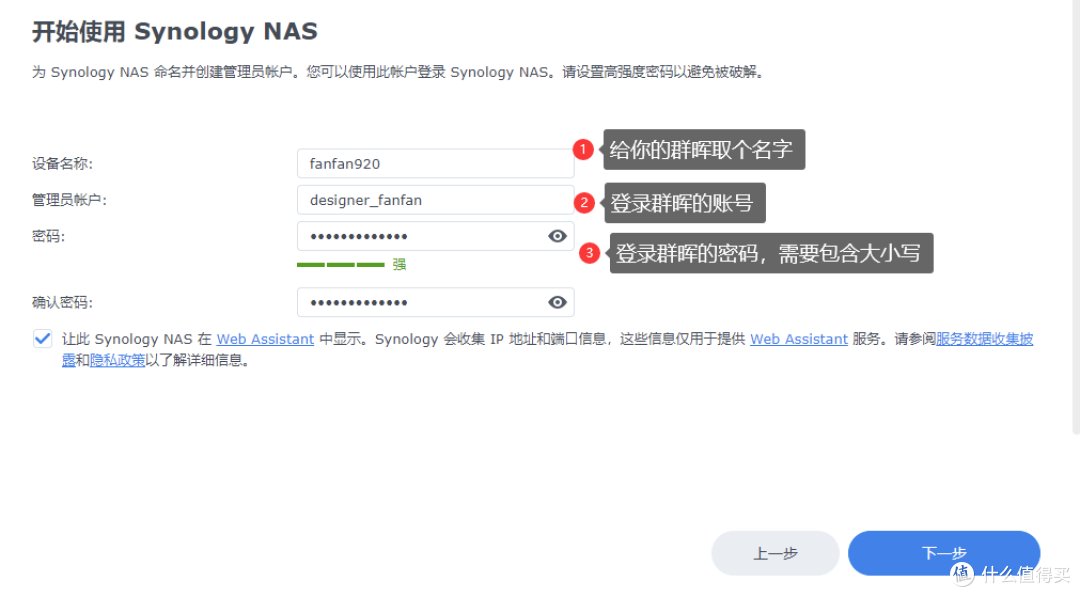 开始使用 Synology NAS
为 Synology NAS 命名并创建管理员帐户。您可以使用此帐户登录 Synology NAS。请设置高强度密码以避免被破解。
设备名称: fanfan920 1 给你的群晖取个名字
管理员帐户: designer_fanfan 2 登录群晖的账号
密码: ••••••••••••• 3 登录群晖的密码，需要包含大小写
强
确认密码: •••••••••••••
让此 Synology NAS 在 Web Assistant 中显示。Synology 会收集 IP 地址和端口信息，这些信息仅用于提供 Web Assistant 服务。请参阅服务数据收集披
露和隐私政策以了解详细信息。
上一步 下一步
值 什么值得买